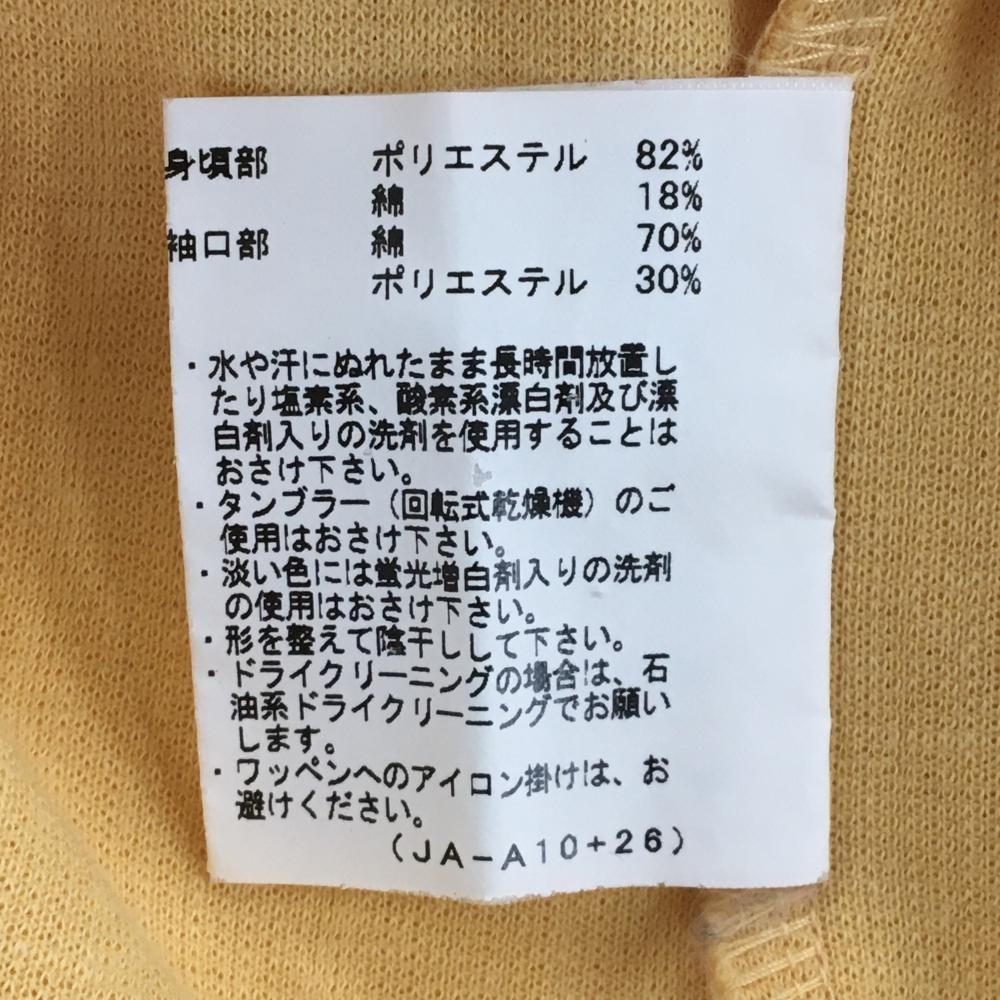 身頃部 ポリエステル 82%
綿 18%
袖口部 綿 70%
ポリエステル 30%
・水や汗にぬれたまま長時間放置し
たり塩素系、酸素系漂白剤及び漂
白剤入りの洗剤を使用することは
おさけ下さい。
・タンブラー（回転式乾燥機）のご
使用はおさけ下さい。
・淡い色には蛍光増白剤入りの洗剤
の使用はおさけ下さい。
・形を整えて陰干しして下さい。
・ドライクリーニングの場合は、石
油系ドライクリーニングでお願い
します。
・ワッペンへのアイロン掛けは、お
避けください。
（JA－A10+26）